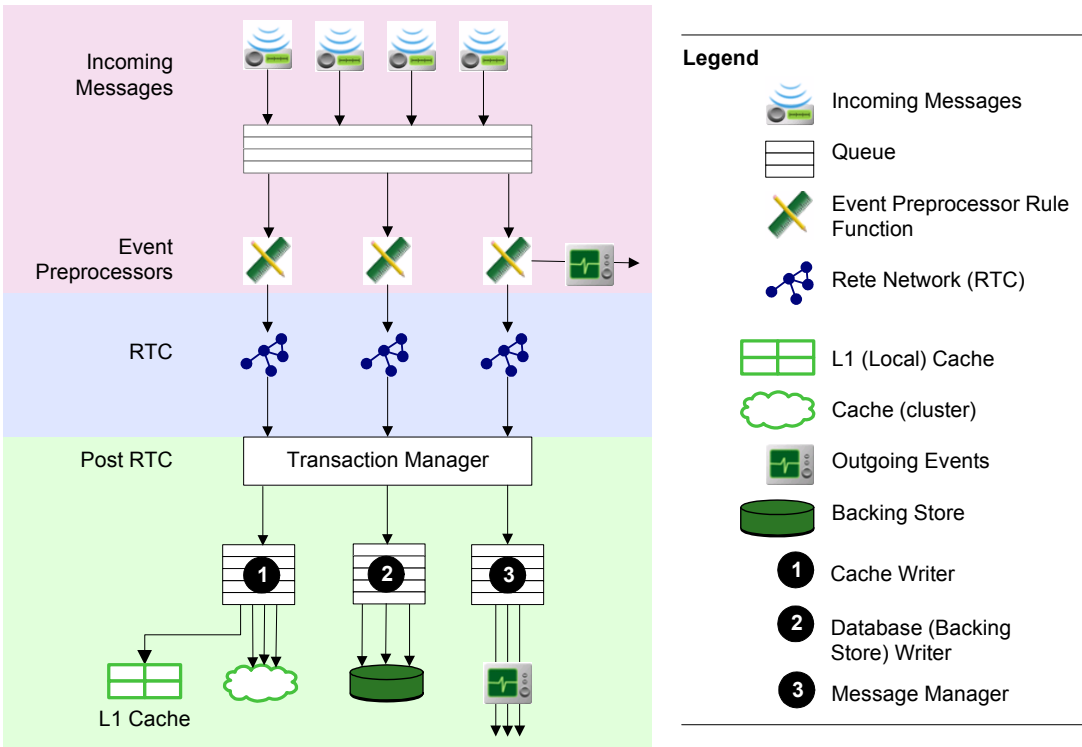 Incoming
Messages
Event
Preprocessors
RTC
Post RTC
Transaction Manager
1
2
3
L1 Cache
Legend
Incoming Messages
Queue
Event Preprocessor Rule
Function
Rete Network (RTC)
L1 (Local) Cache
Cache (cluster)
Outgoing Events
Backing Store
1
Cache Writer
2
Database (Backing
Store) Writer
3
Message Manager